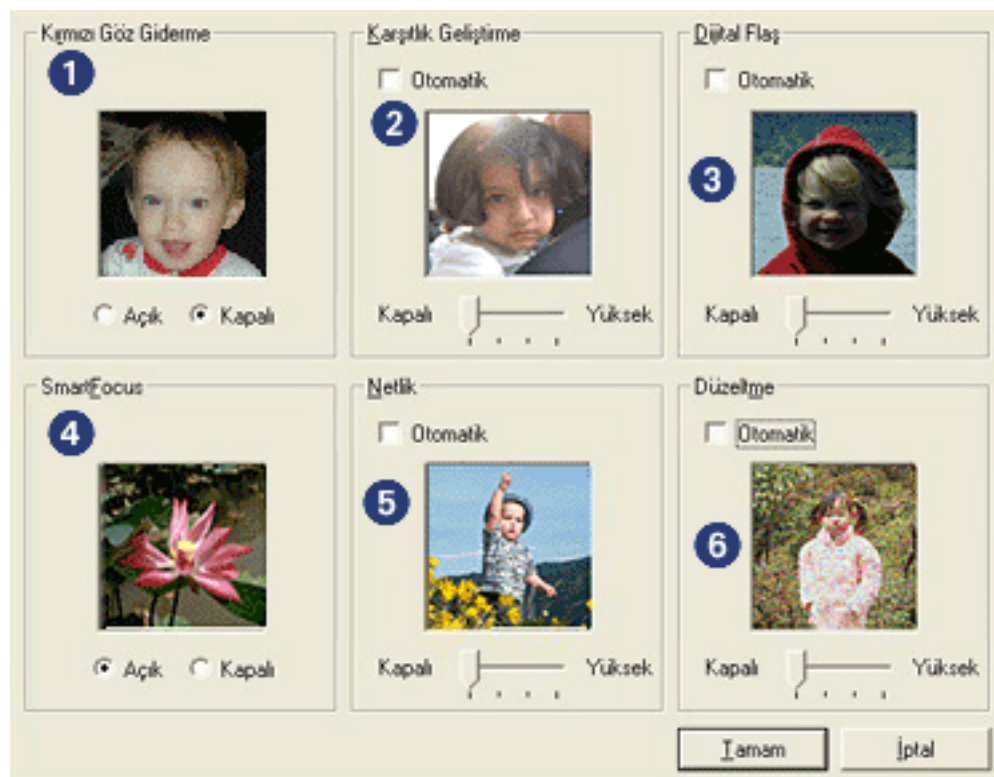 Kırmızı Göz Giderme
1
Açık Kapalı
Karşıtlık Geliştirme
Otomatik
2
Kapalı Yüksek
Dijital Flaş
Otomatik
3
Kapalı Yüksek
SmartFocus
4
Açık Kapalı
Netlik
Otomatik
5
Kapalı Yüksek
Düzeltme
Otomatik
6
Kapalı Yüksek
Tamam İptal